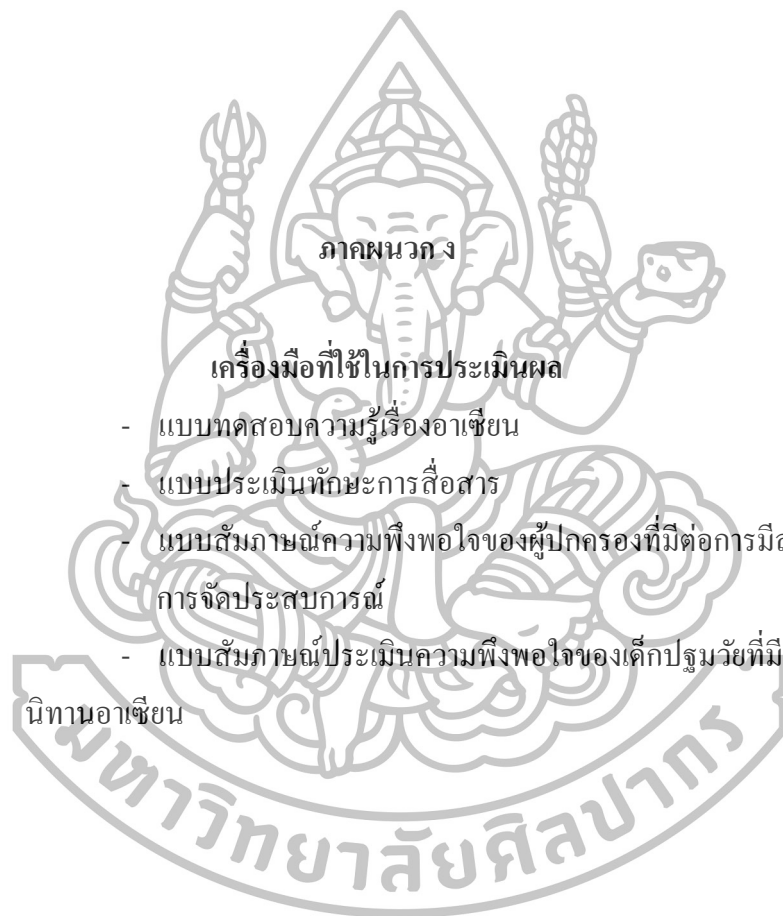 ภาคผนวก ง
เครื่องมือที่ใช้ในการประเมินผล
- แบบทดสอบความรู้เรื่องอาเซียน
- แบบประเมินทักษะการสื่อสาร
- แบบสัมภาษณ์ความพึงพอใจของผู้ปกครองที่มีต่อการมี
การจัดประสบการณ์
- แบบสัมภาษณ์ประเมินความพึงพอใจของเด็กปฐมวัยที่มี
นิทานอาเซียน
มหาวิทยาลัยศิลปากร